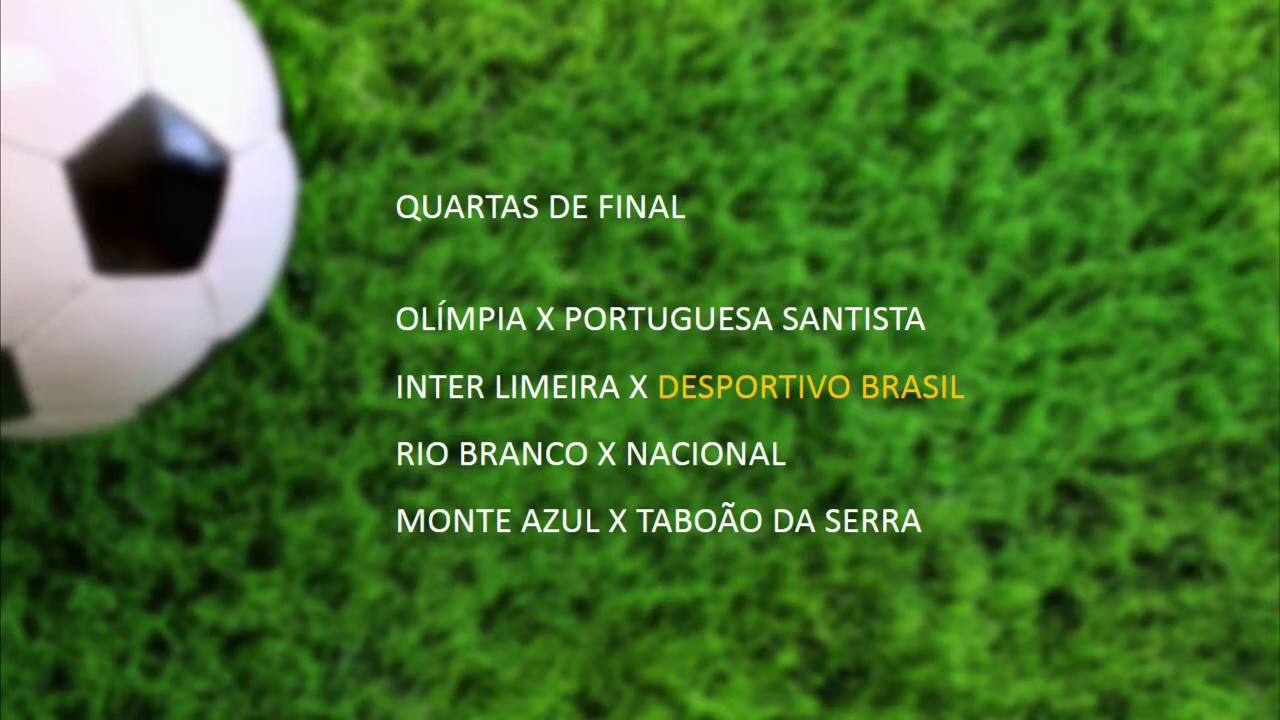 QUARTAS DE FINAL
OLÍMPIA X PORTUGUESA SANTISTA
INTER LIMEIRA X DESPORTIVO BRASIL
RIO BRANCO X NACIONAL
MONTE AZUL X TABOÃO DA SERRA